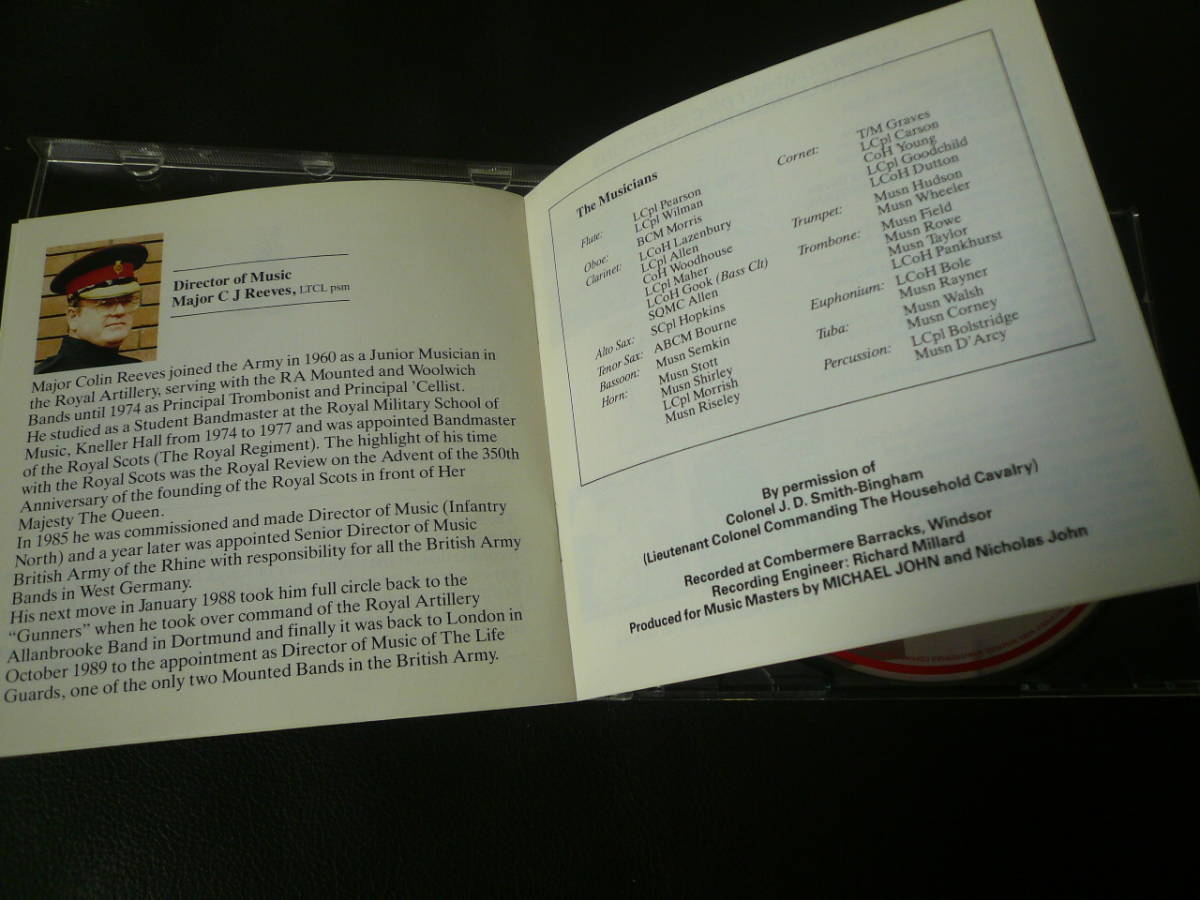 Director of Music
Major C J Reeves, LTCL psm
Major Colin Reeves joined the Army in 1960 as a Junior Musician in
the Royal Artillery, serving with the RA Mounted and Woolwich
Bands until 1974 as Principal Trombonist and Principal 'Cellist.
He studied as a Student Bandmaster at the Royal Military School of
Music, Kneller Hall from 1974 to 1977 and was appointed Bandmaster
of the Royal Scots (The Royal Regiment). The highlight of his time
with the Royal Scots was the Royal Review on the Advent of the 350th
Anniversary of the founding of the Royal Scots in front of Her
Majesty The Queen.
In 1985 he was commissioned and made Director of Music (Infantry
North) and a year later was appointed Senior Director of Music
British Army of the Rhine with responsibility for all the British Army
Bands in West Germany.
His next move in January 1988 took him full circle back to the
“Gunners” when he took over command of the Royal Artillery
Allanbrooke Band in Dortmund and finally it was back to London in
October 1989 to the appointment as Director of Music of The Life
Guards, one of the only two Mounted Bands in the British Army.
The Musicians
Flute: LCpl Pearson
LCpl Wilman
Oboe: BCM Morris
Clarinet: LCoH Lazenbury
LCpl Allen
CoH Woodhouse
LCpl Maher
LCoH Gook (Bass Clt)
SQMC Allen
Alto Sax: SCpl Hopkins
Tenor Sax: ABCM Bourne
Bassoon: Musn Semkin
Horn: Musn Stott
Musn Shirley
LCpl Morrish
Musn Riseley
Cornet: T/M Graves
LCpl Carson
CoH Young
LCpl Goodchild
LCoH Dutton
Trumpet: Musn Hudson
Musn Wheeler
Trombone: Musn Field
Musn Rowe
Musn Taylor
LCoH Pankhurst
Euphonium: LCoH Bole
Musn Rayner
Tuba: Musn Walsh
Musn Corney
Percussion: LCpl Bolstridge
Musn D'Arcy
By permission of
Colonel J. D. Smith-Bingham
(Lieutenant Colonel Commanding The Household Cavalry)
Recorded at Combermere Barracks, Windsor
Recording Engineer: Richard Millard
Produced for Music Masters by MICHAEL JOHN and Nicholas John